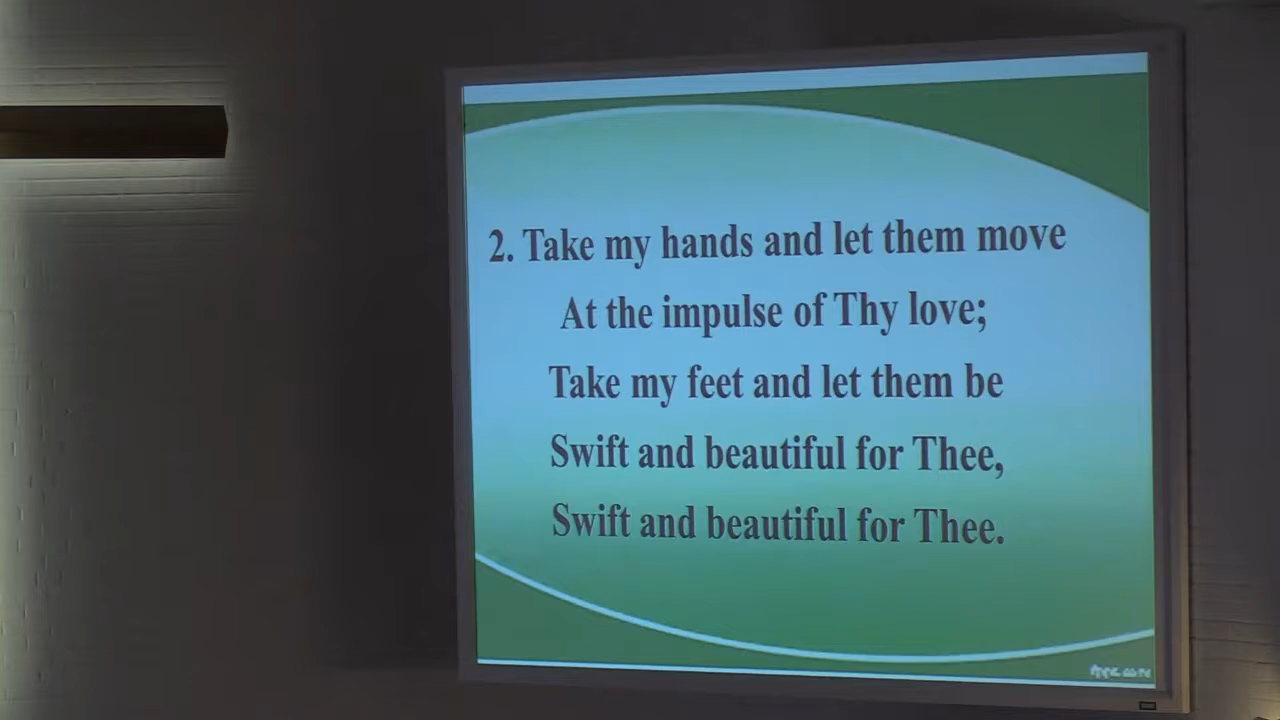 2. Take my hands and let them move
At the impulse of Thy love;
Take my feet and let them be
Swift and beautiful for Thee,
Swift and beautiful for Thee.